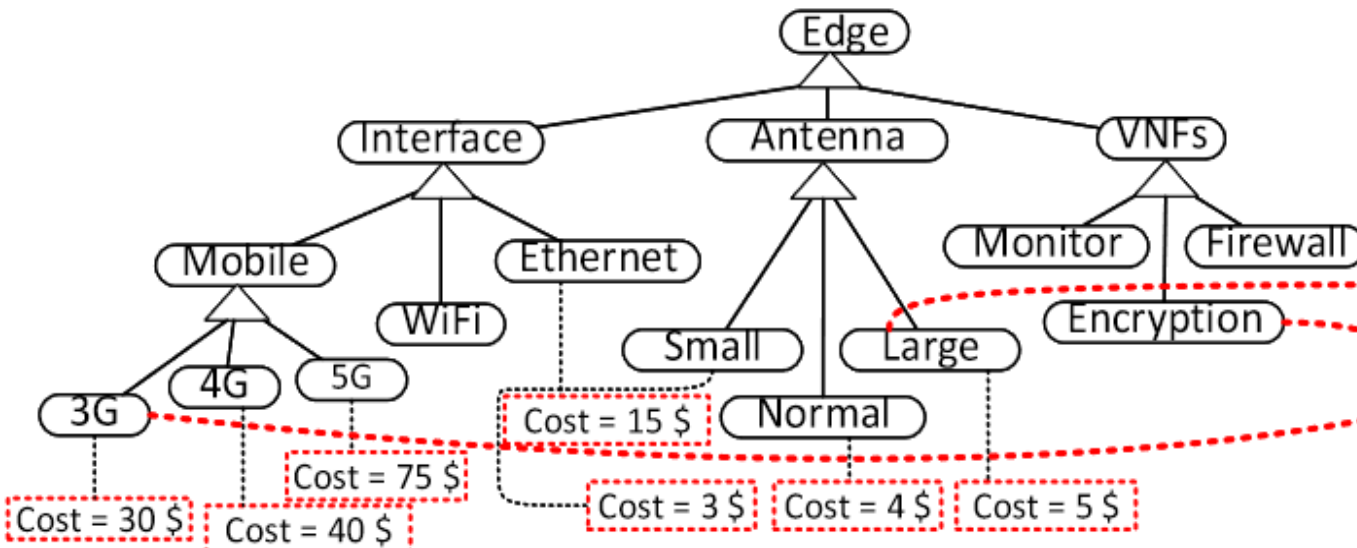 Edge
Interface
Antenna
VNFs
Mobile
Ethernet
Monitor
Firewall
WiFi
Small
Large
Encryption
3G
4G
5G
Normal
Cost = 15 $
Cost = 75 $
Cost = 30 $
Cost = 40 $
Cost = 3 $
Cost = 4 $
Cost = 5 $